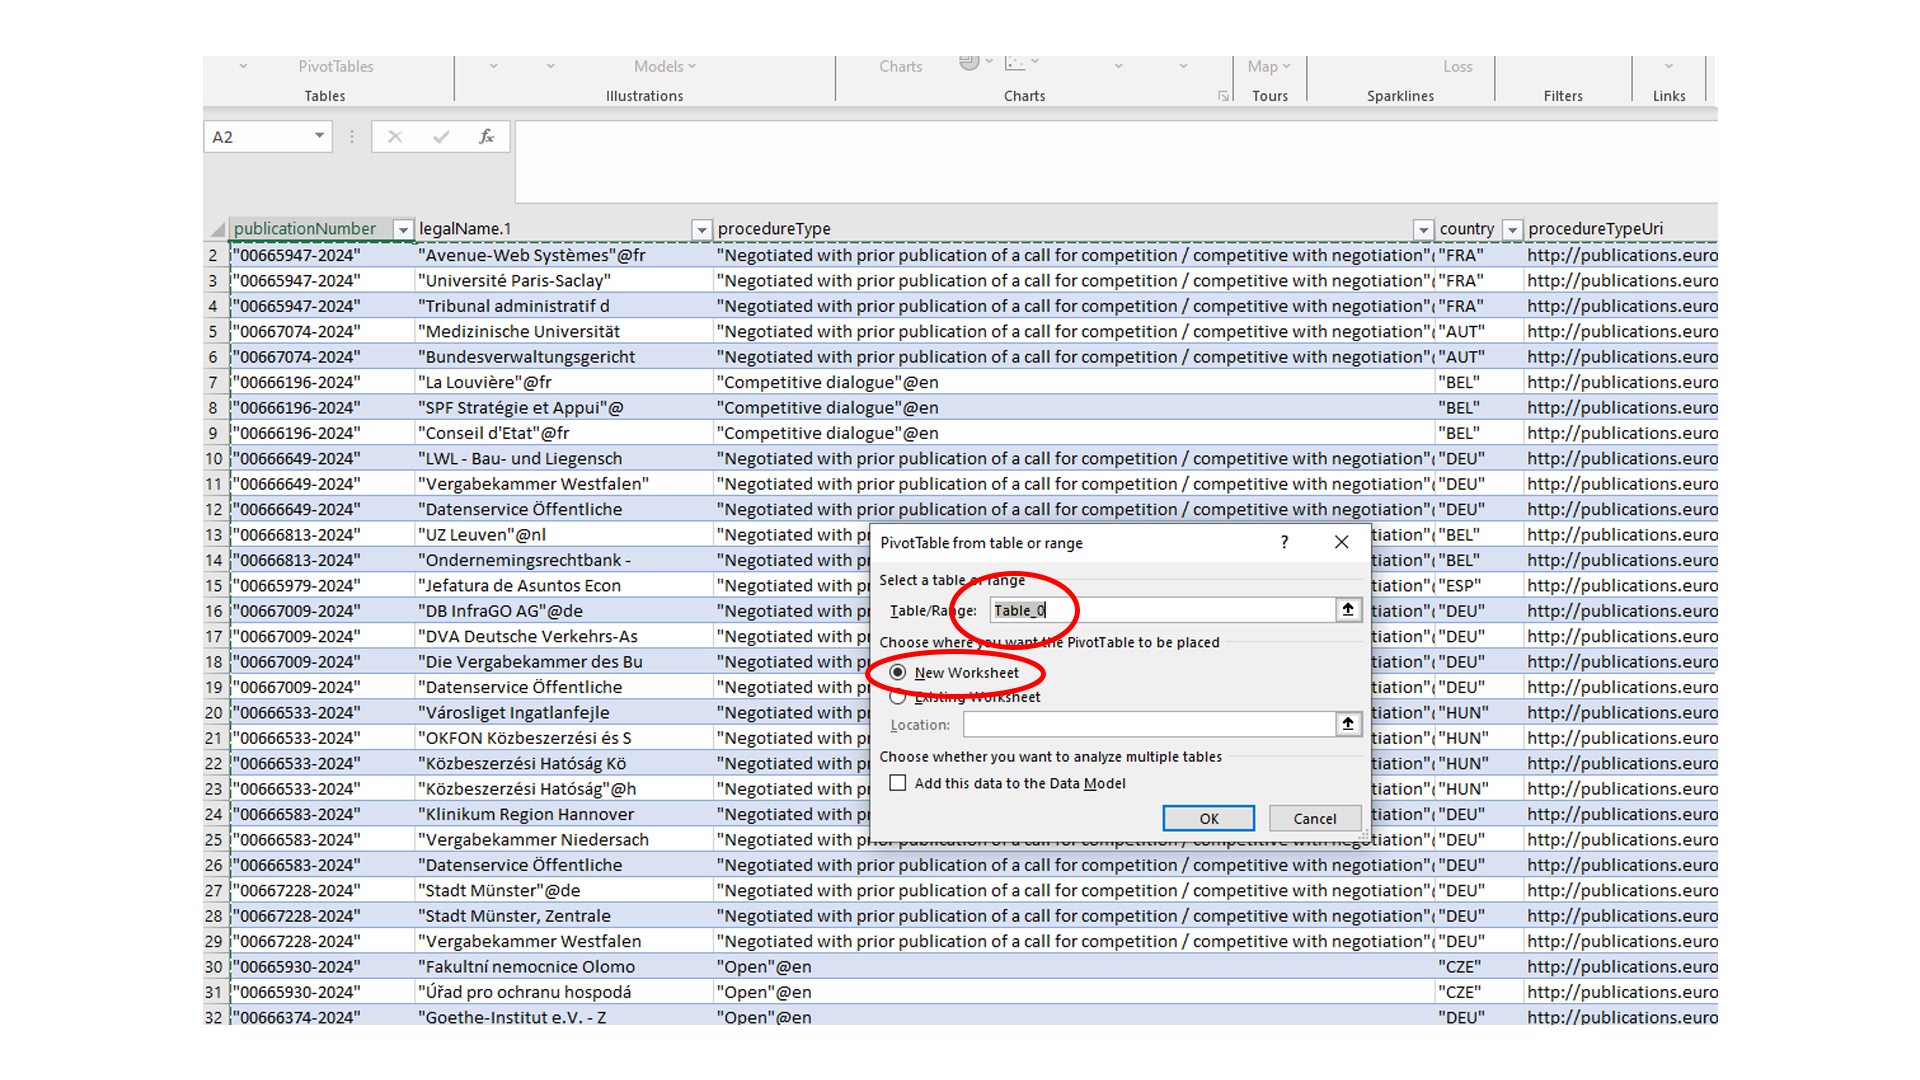 PivotTables Models Charts Map Loss
Tables Illustrations Charts Tours Sparklines Filters Links
A2 fx
publicationNumber legalName.1 procedureType country procedureTypeUri
2 "00665947-2024" "Avenue-Web Systèmes"@fr "Negotiated with prior publication of a call for competition / competitive with negotiation"( "FRA" http://publications.euro
3 "00665947-2024" "Université Paris-Saclay" "Negotiated with prior publication of a call for competition / competitive with negotiation"( "FRA" http://publications.euro
4 "00665947-2024" "Tribunal administratif d "Negotiated with prior publication of a call for competition / competitive with negotiation"( "FRA" http://publications.euro
5 "00667074-2024" "Medizinische Universität "Negotiated with prior publication of a call for competition / competitive with negotiation"( "AUT" http://publications.euro
6 "00667074-2024" "Bundesverwaltungsgericht "Negotiated with prior publication of a call for competition / competitive with negotiation"( "AUT" http://publications.euro
7 "00666196-2024" "La Louvière"@fr "Competitive dialogue"@en "BEL" http://publications.euro
8 "00666196-2024" "SPF Stratégie et Appui"@ "Competitive dialogue"@en "BEL" http://publications.euro
9 "00666196-2024" "Conseil d'Etat"@fr "Competitive dialogue"@en "BEL" http://publications.euro
10 "00666649-2024" "LWL - Bau- und Liegensch "Negotiated with prior publication of a call for competition / competitive with negotiation"( "DEU" http://publications.euro
11 "00666649-2024" "Vergabekammer Westfalen" "Negotiated with prior publication of a call for competition / competitive with negotiation"( "DEU" http://publications.euro
12 "00666649-2024" "Datenservice Öffentliche "Negotiated with prior publication of a call for competition / competitive with negotiation"( "DEU" http://publications.euro
13 "00666813-2024" "UZ Leuven"@nl "Negotiated with pr tiation"( "BEL" http://publications.euro
14 "00666813-2024" "Ondernemingsrechtbank - "Negotiated with pr tiation"( "BEL" http://publications.euro
15 "00665979-2024" "Jefatura de Asuntos Econ "Negotiated with pr tiation"( "ESP" http://publications.euro
16 "00667009-2024" "DB InfraGO AG"@de "Negotiated with pr tiation"( "DEU" http://publications.euro
17 "00667009-2024" "DVA Deutsche Verkehrs-As "Negotiated with pr tiation"( "DEU" http://publications.euro
18 "00667009-2024" "Die Vergabekammer des Bu "Negotiated with pr tiation"( "DEU" http://publications.euro
19 "00667009-2024" "Datenservice Öffentliche "Negotiated with pr tiation"( "DEU" http://publications.euro
20 "00666533-2024" "Városliget Ingatlanfejle "Negotiated with pr tiation"( "HUN" http://publications.euro
21 "00666533-2024" "OKFON Közbeszerzési és S "Negotiated with pr tiation"( "HUN" http://publications.euro
22 "00666533-2024" "Közbeszerzési Hatóság Kö "Negotiated with pr tiation"( "HUN" http://publications.euro
23 "00666533-2024" "Közbeszerzési Hatóság"@h "Negotiated with pr tiation"( "HUN" http://publications.euro
24 "00666583-2024" "Klinikum Region Hannover "Negotiated with pr tiation"( "DEU" http://publications.euro
25 "00666583-2024" "Vergabekammer Niedersach "Negotiated with prior publication of a call for competition / competitive with negotiation"( "DEU" http://publications.euro
26 "00666583-2024" "Datenservice Öffentliche "Negotiated with prior publication of a call for competition / competitive with negotiation"( "DEU" http://publications.euro
27 "00667228-2024" "Stadt Münster"@de "Negotiated with prior publication of a call for competition / competitive with negotiation"( "DEU" http://publications.euro
28 "00667228-2024" "Stadt Münster, Zentrale "Negotiated with prior publication of a call for competition / competitive with negotiation"( "DEU" http://publications.euro
29 "00667228-2024" "Vergabekammer Westfalen "Negotiated with prior publication of a call for competition / competitive with negotiation"( "DEU" http://publications.euro
30 "00665930-2024" "Fakultní nemocnice Olomo "Open"@en "CZE" http://publications.euro
31 "00665930-2024" "Úřad pro ochranu hospodá "Open"@en "CZE" http://publications.euro
32 "00666374-2024" "Goethe-Institut e.V. - Z "Open"@en "DEU" http://publications.euro
PivotTable from table or range ?
Select a table or range
Table/Range: Table_0
Choose where you want the PivotTable to be placed
New Worksheet
Existing Worksheet
Location:
Choose whether you want to analyze multiple tables
Add this data to the Data Model
OK Cancel